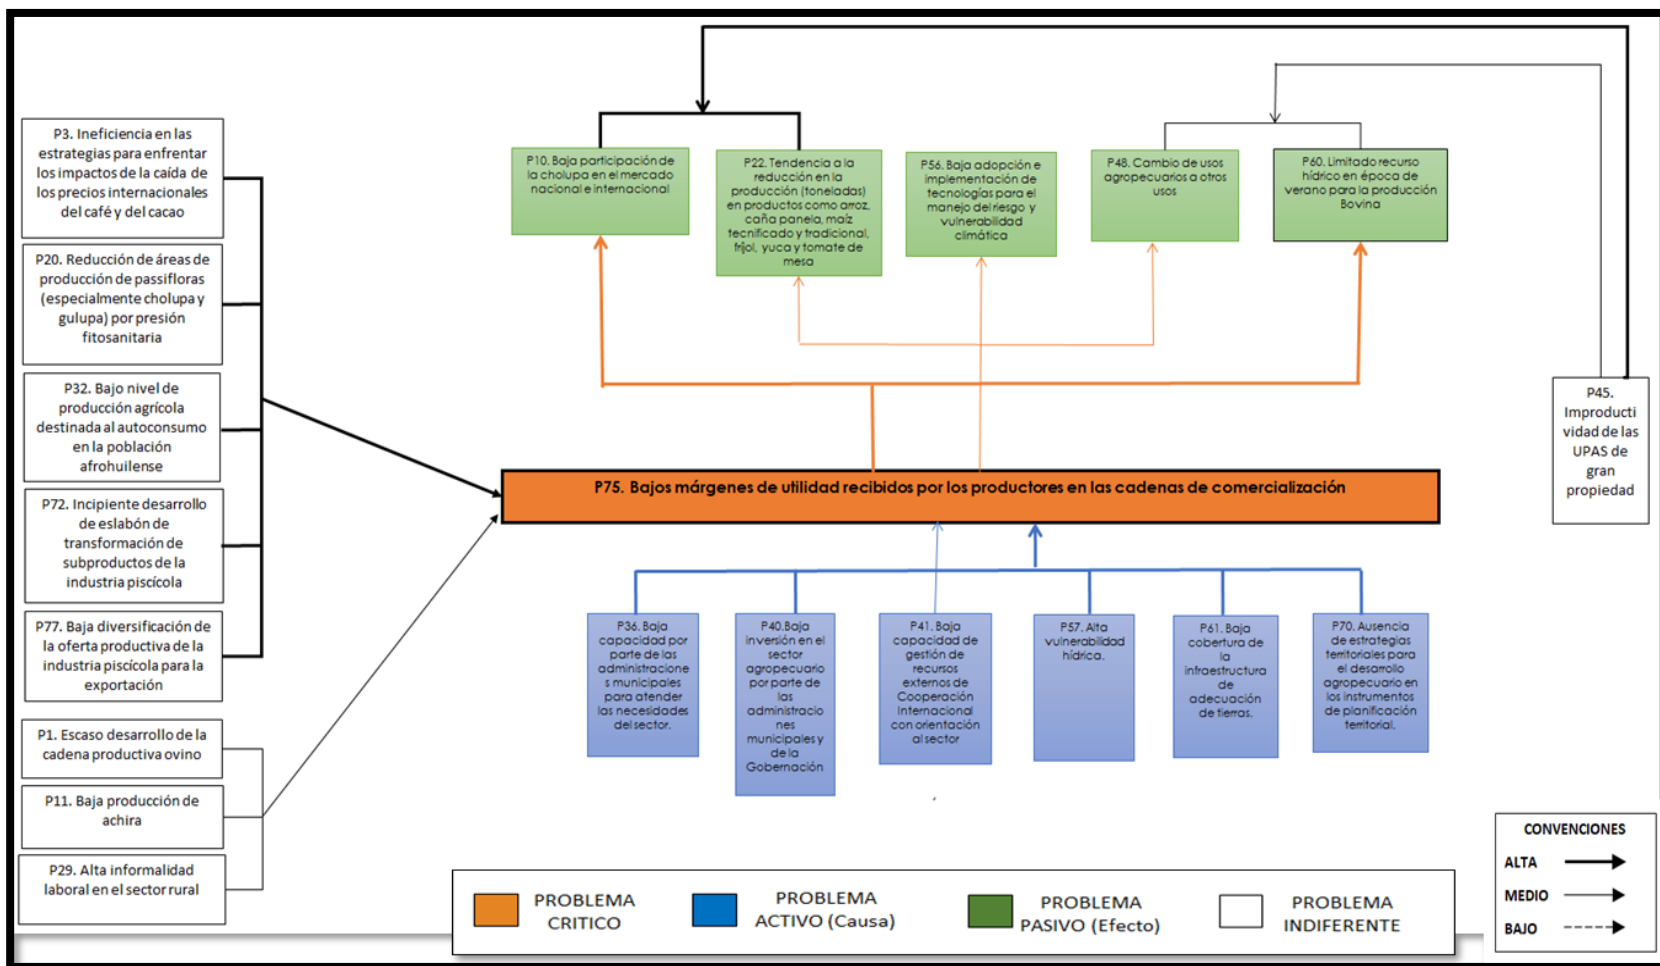 P3. Ineficiencia en las
estrategias para enfrentar
los impactos de la caída de
los precios internacionales
del café y del cacao
P20. Reducción de áreas de
producción de passifloras
(especialmente cholupa y
gulupa) por presión
fitosanitaria
P32. Bajo nivel de
producción agrícola
destinada al autoconsumo
en la población
afrohuilense
P72. Incipiente desarrollo
de eslabón de
transformación de
subproductos de la
industria piscícola
P77. Baja diversificación de
la oferta productiva de la
industria piscícola para la
exportación
P1. Escaso desarrollo de la
cadena productiva ovino
P11. Baja producción de
achira
P29. Alta informalidad
laboral en el sector rural
P10. Baja participación de
la cholupa en el mercado
nacional e internacional
P22. Tendencia a la
reducción en la
producción (toneladas)
en productos como arroz,
caña panela, maíz
tecnificado y tradicional,
fríjol, yuca y tomate de
mesa
P56. Baja adopción e
implementación de
tecnologías para el
manejo del riesgo y
vulnerabilidad
climática
P48. Cambio de usos
agropecuarios a otros
usos
P60. Limitado recurso
hídrico en época de
verano para la producción
Bovina
P45.
Improducti
vidad de las
UPAS de
gran
propiedad
P75. Bajos márgenes de utilidad recibidos por los productores en las cadenas de comercialización
P36. Baja
capacidad por
parte de las
administracione
s municipales
para atender
las necesidades
del sector.
P40.Baja
inversión en el
sector
agropecuario
por parte de
las
administracio
nes
municipales y
de la
Gobernación
P41. Baja
capacidad de
gestión de
recursos
externos de
Cooperación
Internacional
con orientación
al sector
P57. Alta
vulnerabilidad
hídrica.
P61. Baja
cobertura de
la
infraestructura
de
adecuación
de tierras.
P70. Ausencia
de estrategias
territoriales para
el desarrollo
agropecuario en
los instrumentos
de planificación
territorial.
PROBLEMA
CRITICO
PROBLEMA
ACTIVO (Causa)
PROBLEMA
PASIVO (Efecto)
PROBLEMA
INDIFERENTE
CONVENCIONES
ALTA
MEDIO
BAJO